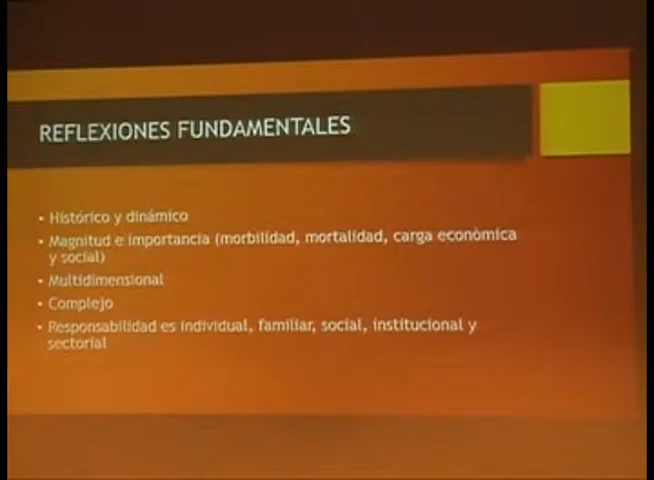 REFLEXIONES FUNDAMENTALES
• Histórico y dinámico
• Magnitud e importancia (morbilidad, mortalidad, carga econòmica
y social)
• Multidimensional
• Complejo
• Responsabilidad es individual, familiar, social, institucional y
sectorial